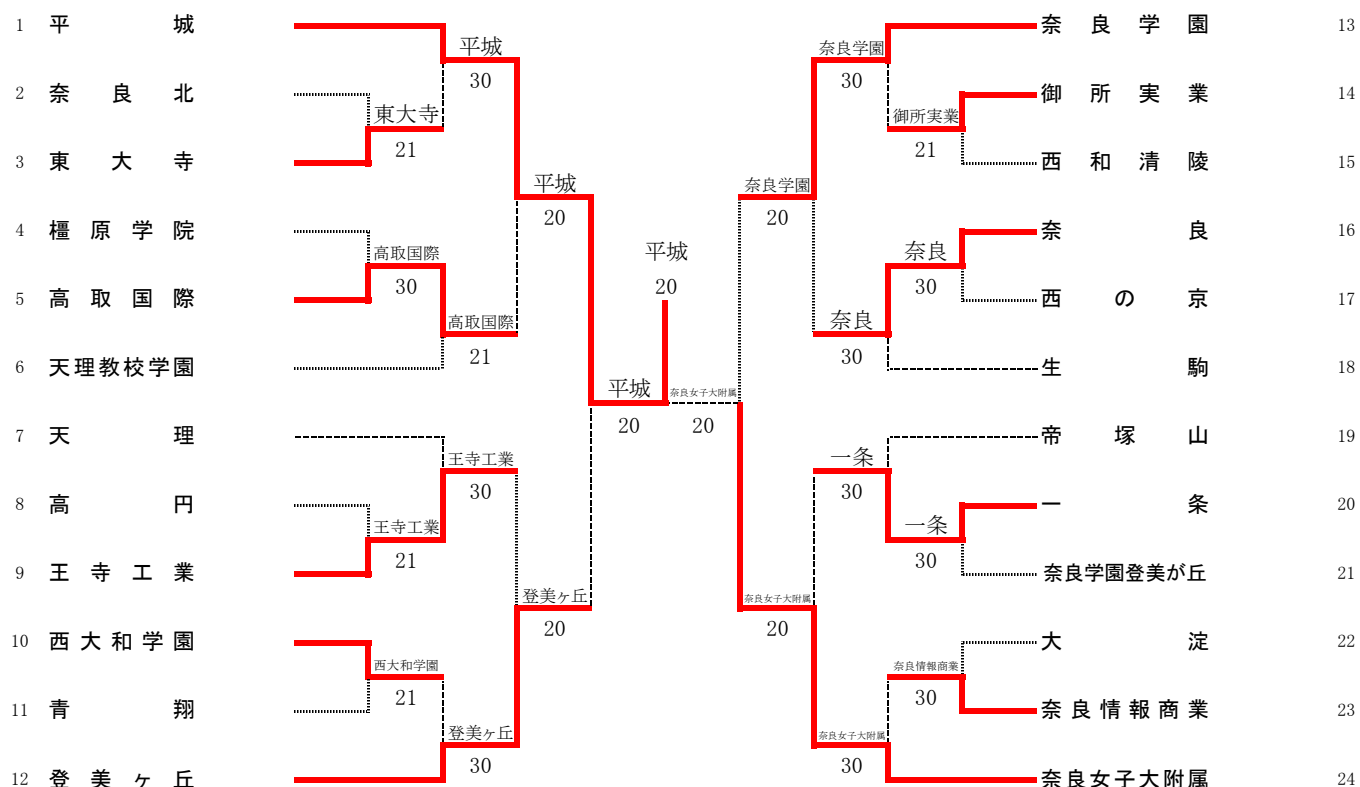 1 平城
2 奈良北
3 東大寺
4 橿原学院
5 高取国際
6 天理教校学園
7 天理
8 高円
9 王寺工業
10 西大和学園
11 青翔
12 登美ヶ丘
平城
30
東大寺
21
高取国際
30
高取国際
21
王寺工業
30
王寺工業
21
西大和学園
21
登美ヶ丘
30
平城
20
登美ヶ丘
20
平城
20
平城
20
奈良女子大附属
20
奈良学園
20
奈良女子大附属
20
奈良学園
30
御所実業
21
奈良
30
奈良
30
一条
30
一条
30
奈良情報商業
30
奈良女子大附属
30
奈良学園 13
御所実業 14
西和清陵 15
奈良 16
西の京 17
生駒 18
帝塚山 19
一条 20
奈良学園登美が丘 21
大淀 22
奈良情報商業 23
奈良女子大附属 24